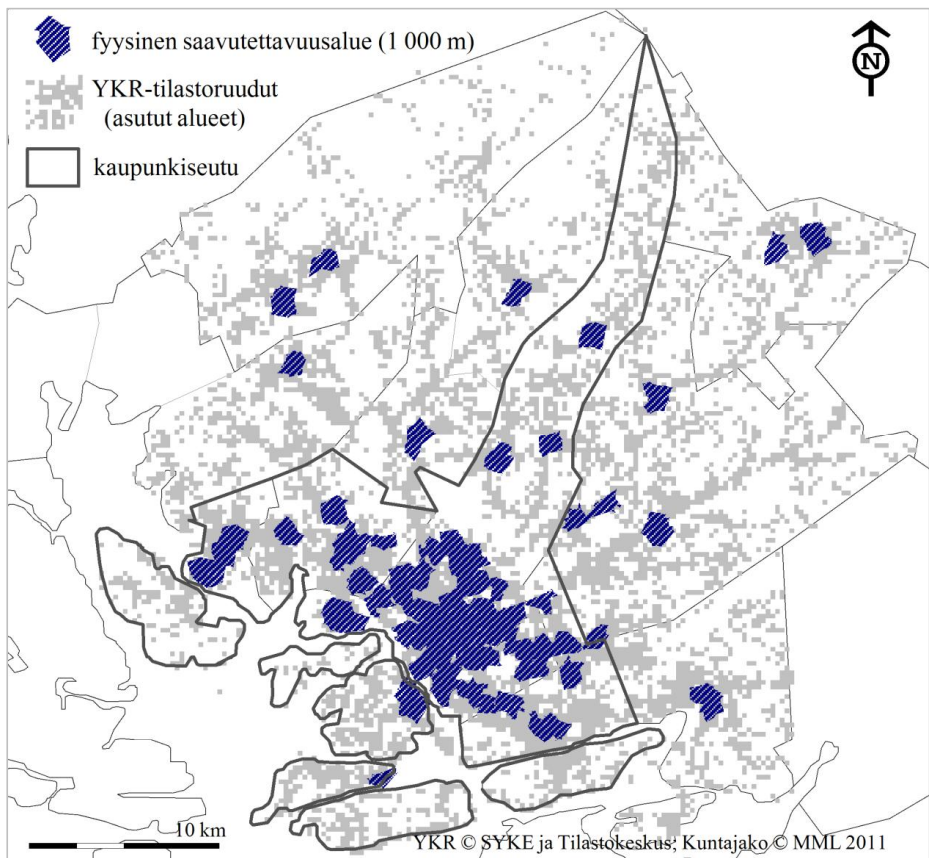 fyysinen saavutettavuusalue (1 000 m)
YKR-tilastoruudut
(asutut alueet)
kaupunkiseutu
N
10 km
YKR © SYKE ja Tilastokeskus; Kuntajako © MML 2011